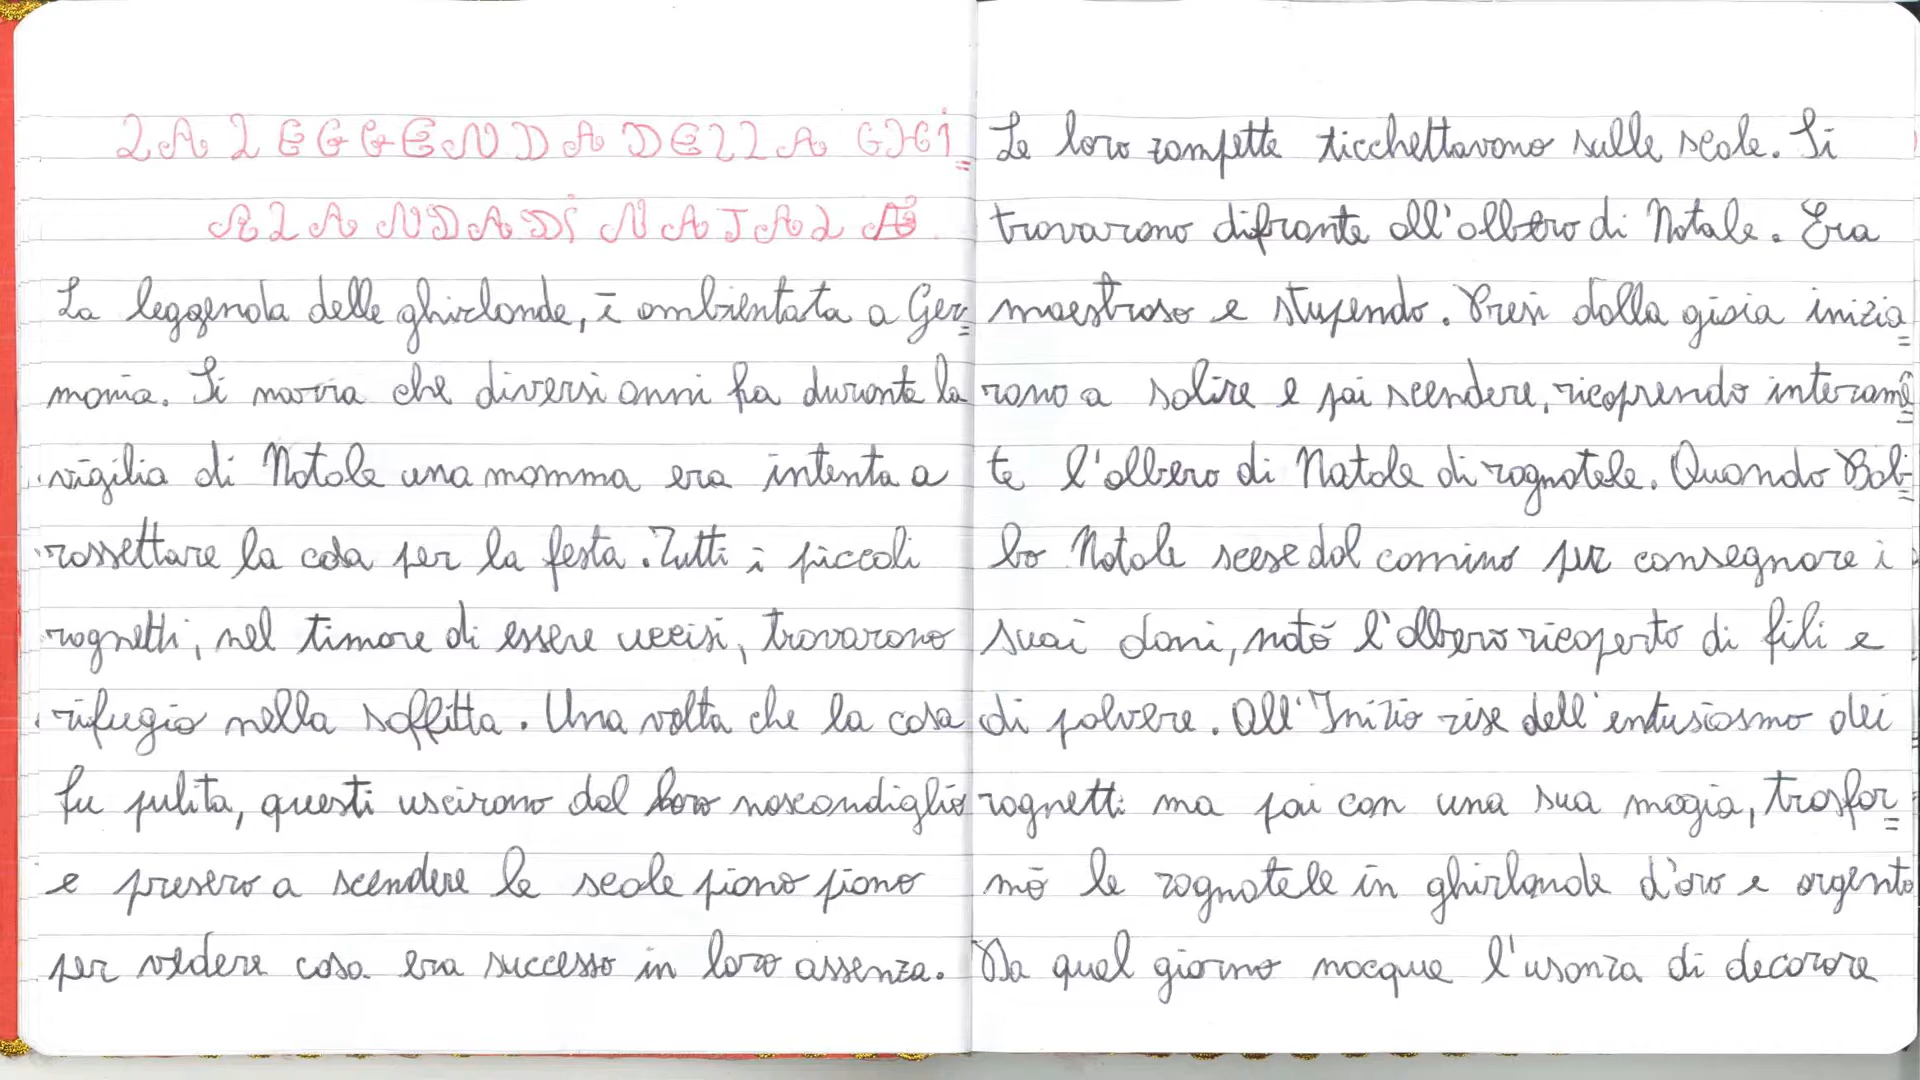 LA LEGGENDA DELLA GHI=
RLANDA DI NATALE
La leggenda delle ghirlande, è ambientata a Ger=
mania. Si narra che diversi anni fa durante la
vigilia di Natale una mamma era intenta a
rassettare la casa per la festa. Tutti i piccoli
ragnetti, nel timore di essere uccisi, trovarono
rifugio nella soffitta. Una volta che la casa
fu pulita, questi uscirono dal loro nascondiglio
e presero a scendere le scale piano piano
per vedere cosa era successo in loro assenza.
Le loro zampette ticchettavano sulle scale. Si
trovarono difronte all'albero di Natale. Era
maestroso e stupendo. Presi dalla gioia inizia=
rono a salire e poi scendere, ricoprendo interamē=
te l'albero di Natale di ragnatele. Quando Bab=
bo Natale scese dal camino per consegnare i
suoi doni, notò l'albero ricoperto di fili e
di polvere. All'Inizio rise dell'entusiasmo dei
ragnetti ma poi con una sua magia, trasfor=
mò le ragnatele in ghirlande d'oro e argento
Da quel giorno nacque l'usanza di decorare